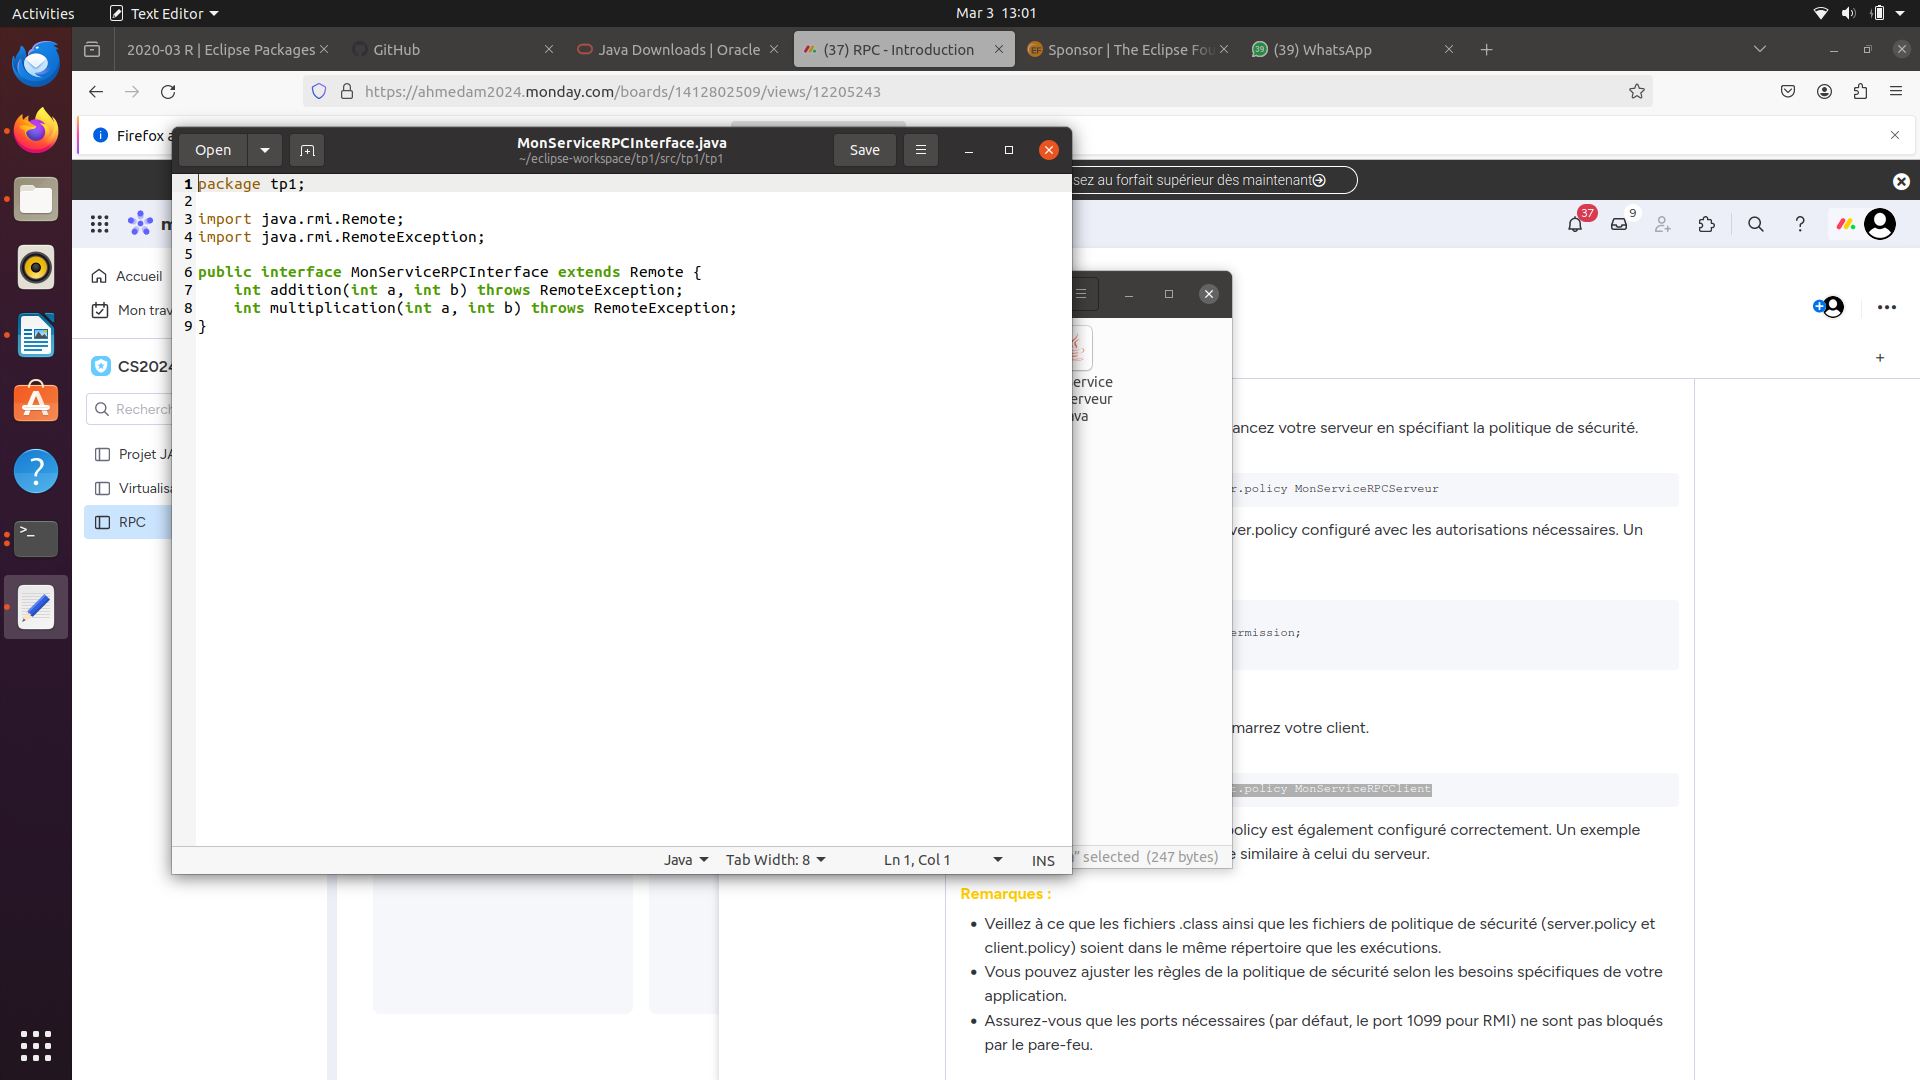 Activities
Text Editor
Mar 3 13:01
2020-03 R | Eclipse Packages
GitHub
Java Downloads | Oracle
(37) RPC - Introduction
Sponsor | The Eclipse Fou
(39) WhatsApp
https://ahmedam2024.monday.com/boards/1412802509/views/12205243
Firefox a
Open
MonServiceRPCInterface.java
~/eclipse-workspace/tp1/src/tp1/tp1
Save
sez au forfait supérieur dès maintenant
37
9
Accueil
Mon trav
CS2024
Recherch
Projet JA
Virtualisa
RPC
1 package tp1;
2
3 import java.rmi.Remote;
4 import java.rmi.RemoteException;
5
6 public interface MonServiceRPCInterface extends Remote {
7 int addition(int a, int b) throws RemoteException;
8 int multiplication(int a, int b) throws RemoteException;
9 }
Java
Tab Width: 8
Ln 1, Col 1
INS
ervice
erveur
ava
" selected (247 bytes)
ancez votre serveur en spécifiant la politique de sécurité.
r.policy MonServiceRPCServeur
ver.policy configuré avec les autorisations nécessaires. Un
ermission;
marrez votre client.
t.policy MonServiceRPCClient
policy est également configuré correctement. Un exemple
e similaire à celui du serveur.
Remarques :
• Veillez à ce que les fichiers .class ainsi que les fichiers de politique de sécurité (server.policy et
client.policy) soient dans le même répertoire que les exécutions.
• Vous pouvez ajuster les règles de la politique de sécurité selon les besoins spécifiques de votre
application.
• Assurez-vous que les ports nécessaires (par défaut, le port 1099 pour RMI) ne sont pas bloqués
par le pare-feu.